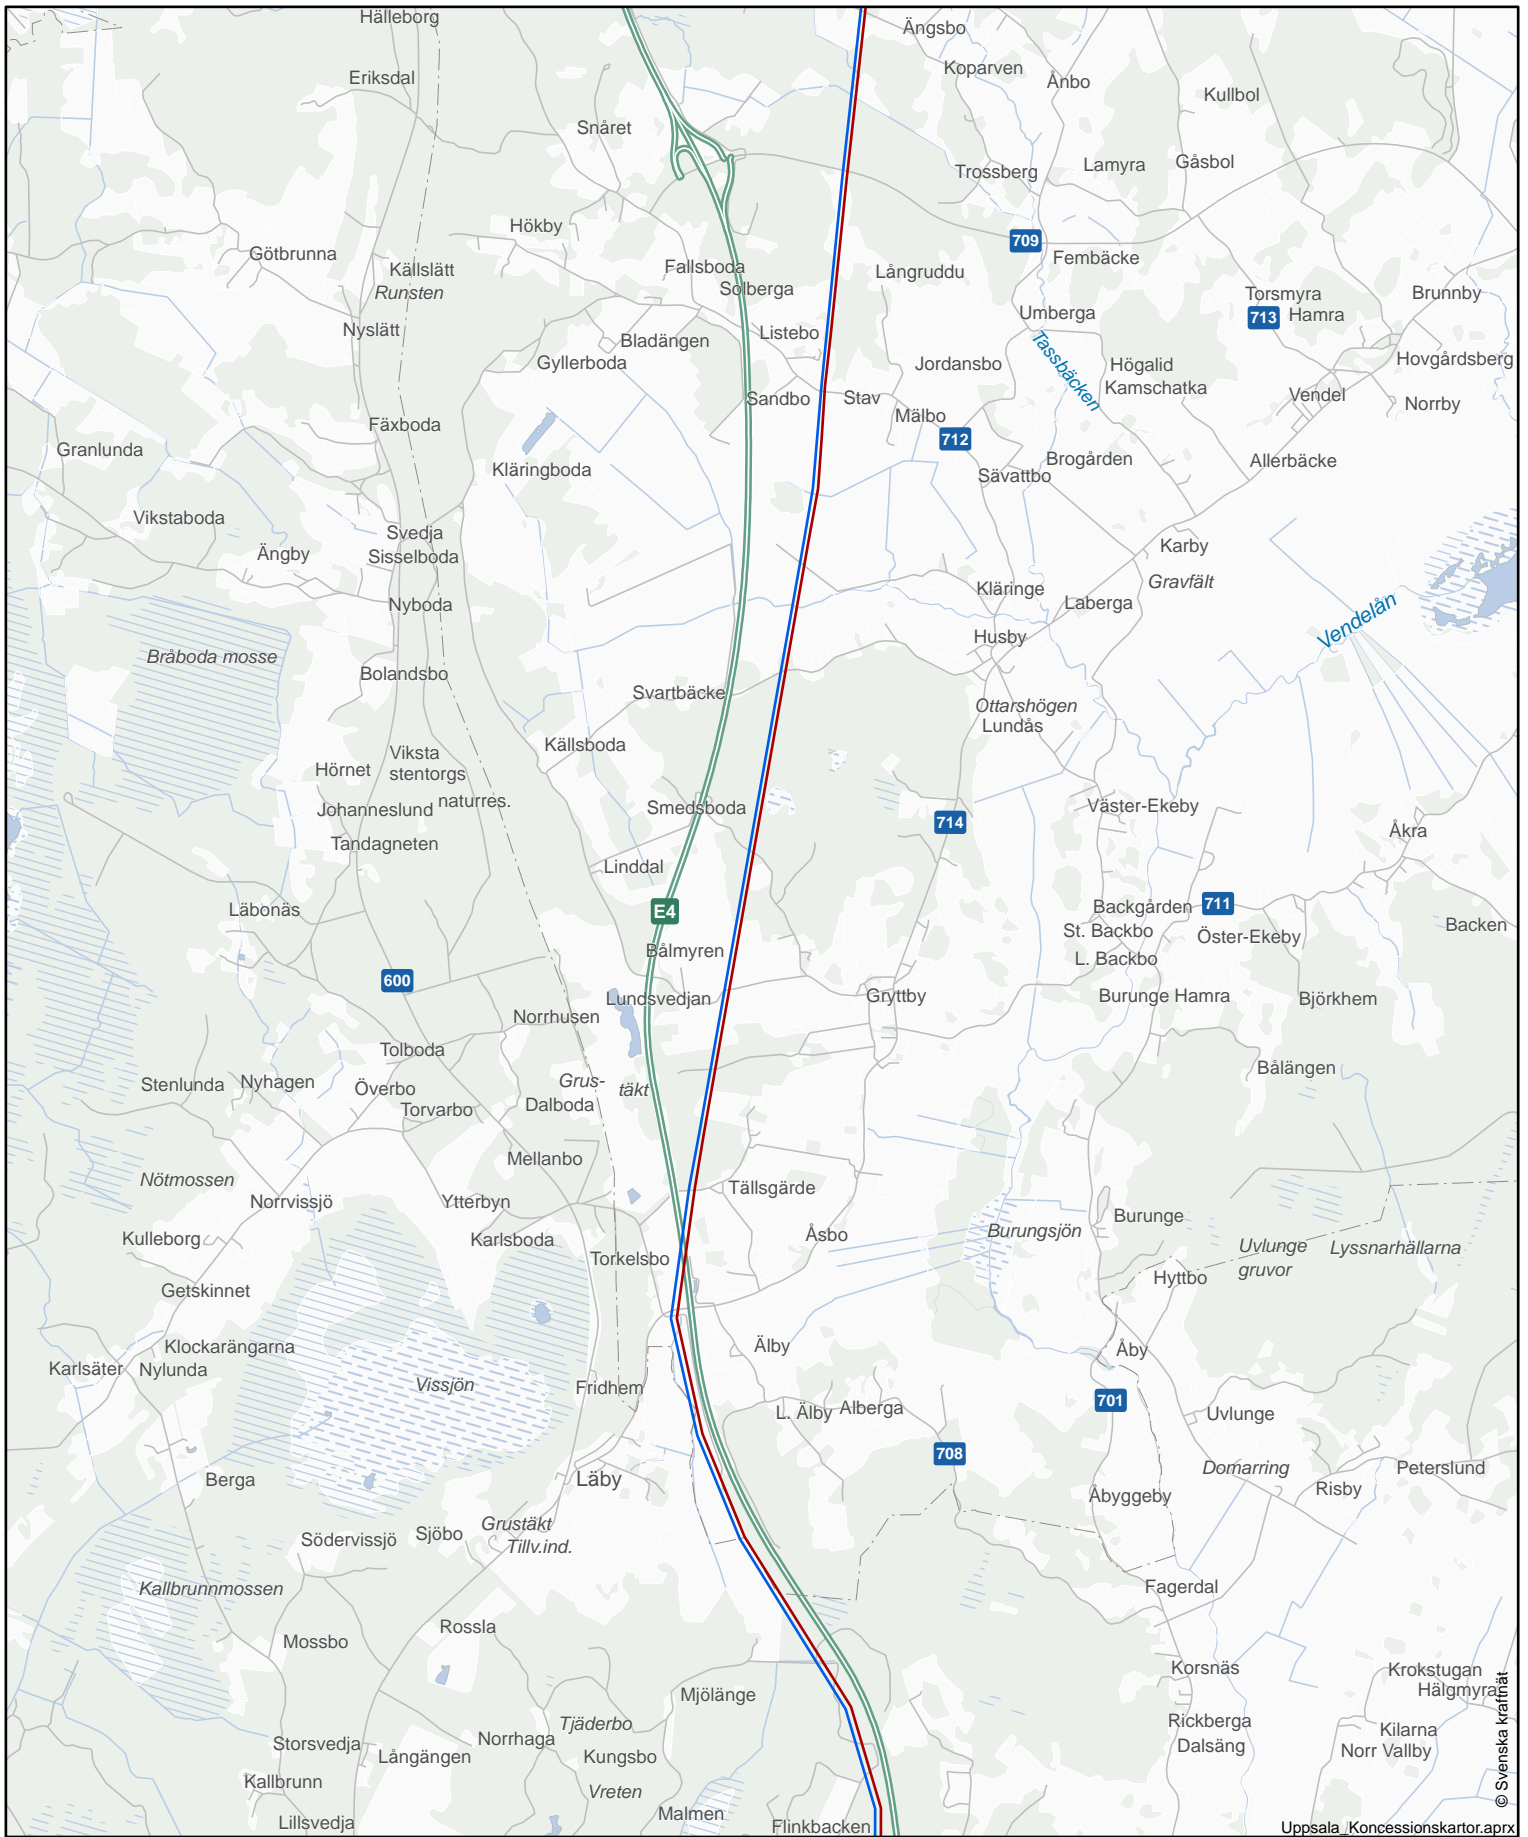 Hälleborg
Ängsbo
Koparven
Ånbo
Eriksdal
Kullbol
Snåret
Trossberg
Lamyra
Gåsbol
Hökby
709
Götbrunna
Fembäcke
Källslätt
Runsten
Fallsboda
Solberga
Långruddu
Torsmyra
Brunnby
713
Hamra
Umberga
Nyslätt
Listebo
Bladängen
Tassbäcken
Gyllerboda
Jordansbo
Högalid
Hovgårdsberg
Kamschatka
Sandbo
Stav
Vendel
Norrby
Mälbo
Fäxboda
712
Granlunda
Brogården
Allerbäcke
Kläringboda
Sävattbo
Vikstaboda
Svedja
Ängby
Sisselboda
Karby
Gravfält
Kläringe
Laberga
Nyboda
Vendelån
Husby
Bråboda mosse
Bolandsbo
Svartbäcke
Ottarshögen
Lundås
Källsboda
Viksta
stentorgs
naturres.
Hörnet
Johanneslund
Smedsboda
Väster-Ekeby
714
Åkra
Tandagneten
Linddal
Läbonäs
E4
Backgården
711
St. Backbo
Öster-Ekeby
Backen
Bålmyren
L. Backbo
600
Lundsvedjan
Gryttby
Burunge Hamra
Björkhem
Norrhusen
Tolboda
Bålängen
Stenlunda
Nyhagen
Överbo
Grus-
täkt
Torvarbo
Dalboda
Mellanbo
Nötmossen
Tällsgärde
Norrvissjö
Ytterbyn
Burunge
Kulleborg
Karlsboda
Åsbo
Burungsjön
Uvlunge
gruvor
Lyssnarhällarna
Torkelsbo
Hyttbo
Getskinnet
Klockarängarna
Älby
Åby
Karlsäter
Nylunda
Vissjön
Fridhem
701
L. Älby
Alberga
Uvlunge
708
Domarring
Peterslund
Berga
Läby
Risby
Åbyggeby
Grustäkt
Tillv.ind.
Södervissjö
Sjöbo
Kallbrunnmossen
Fagerdal
Rossla
Mossbo
Korsnäs
Krokstugan
Hälgmyra
Mjölänge
Tjäderbo
Rickberga
Kilarna
Storsvedja
Norrhaga
Dalsäng
Norr Vallby
Långängen
Kungsbo
Kallbrunn
Vreten
Malmen
Lillsvedja
Flinkbacken
© Svenska kraftnät
Uppsala_Koncessionskartor.aprx